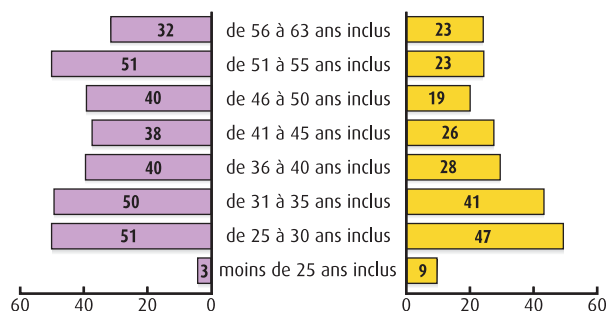 32 de 56 à 63 ans inclus 23
51 de 51 à 55 ans inclus 23
40 de 46 à 50 ans inclus 19
38 de 41 à 45 ans inclus 26
40 de 36 à 40 ans inclus 28
50 de 31 à 35 ans inclus 41
51 de 25 à 30 ans inclus 47
3 moins de 25 ans inclus 9
60 40 20 0 0 20 40 60